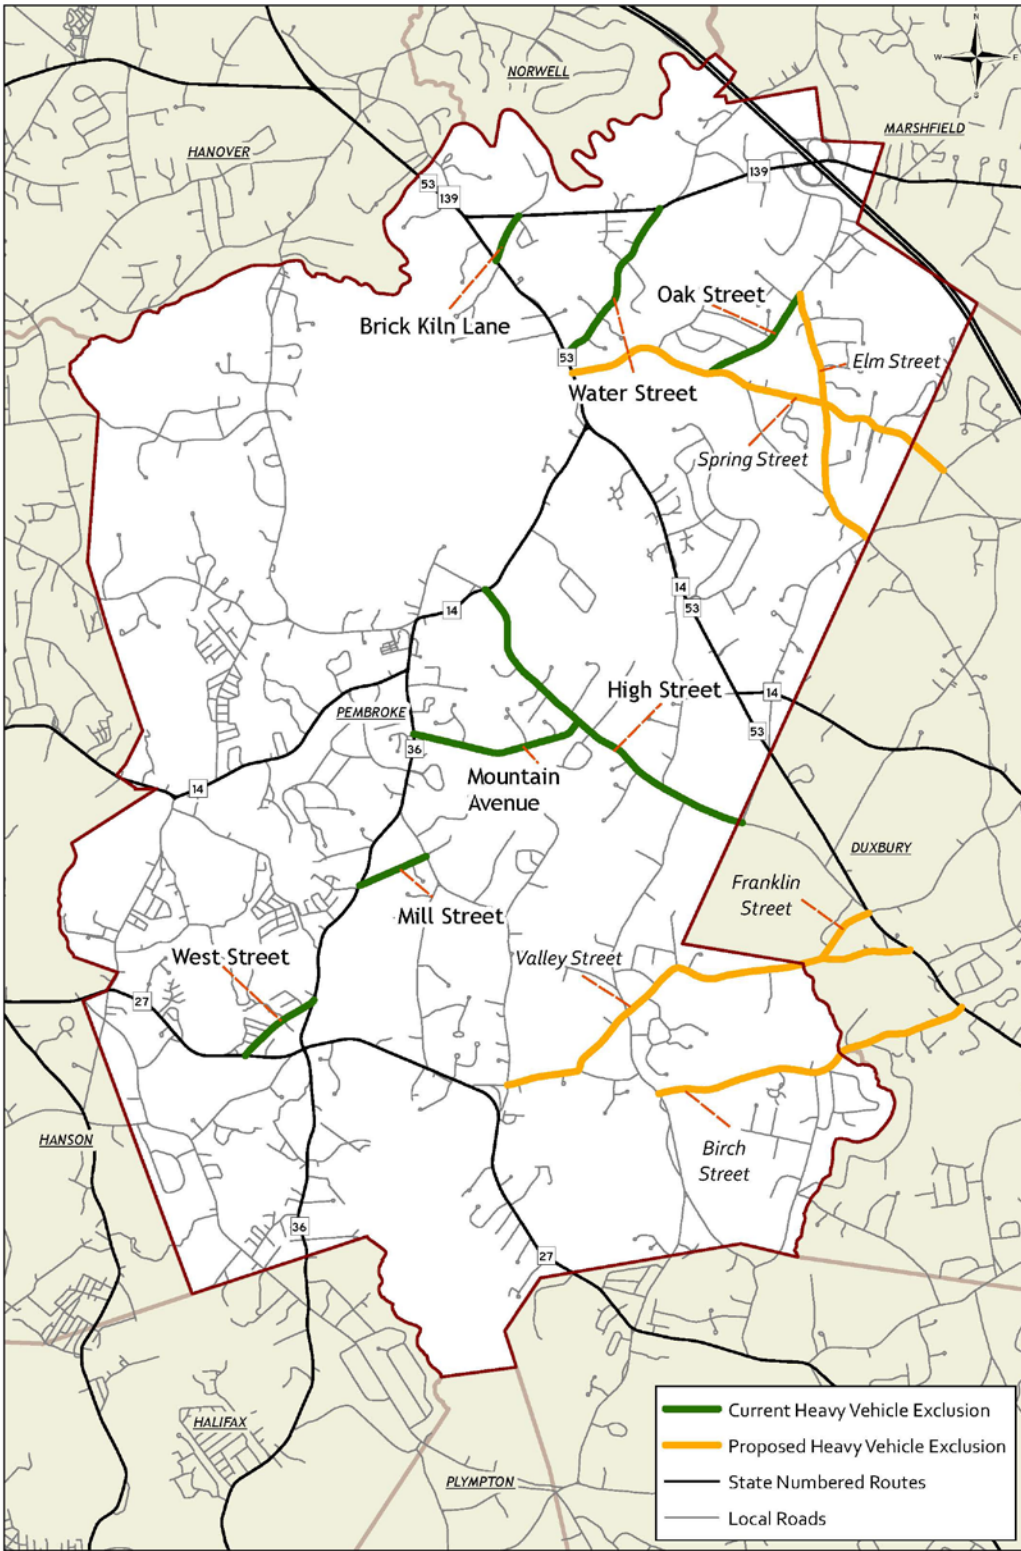 N
W
E
S
NORWELL
MARSHFIELD
HANOVER
53
139
139
Oak Street
Brick Kiln Lane
53
Elm Street
Water Street
Spring Street
14
14
53
High Street
14
PEMBROKE
36
53
Mountain
Avenue
14
DUXBURY
Franklin
Street
Mill Street
West Street
Valley Street
27
HANSON
Birch
Street
36
27
HALIFAX
PLYMPTON
Current Heavy Vehicle Exclusion
Proposed Heavy Vehicle Exclusion
State Numbered Routes
Local Roads